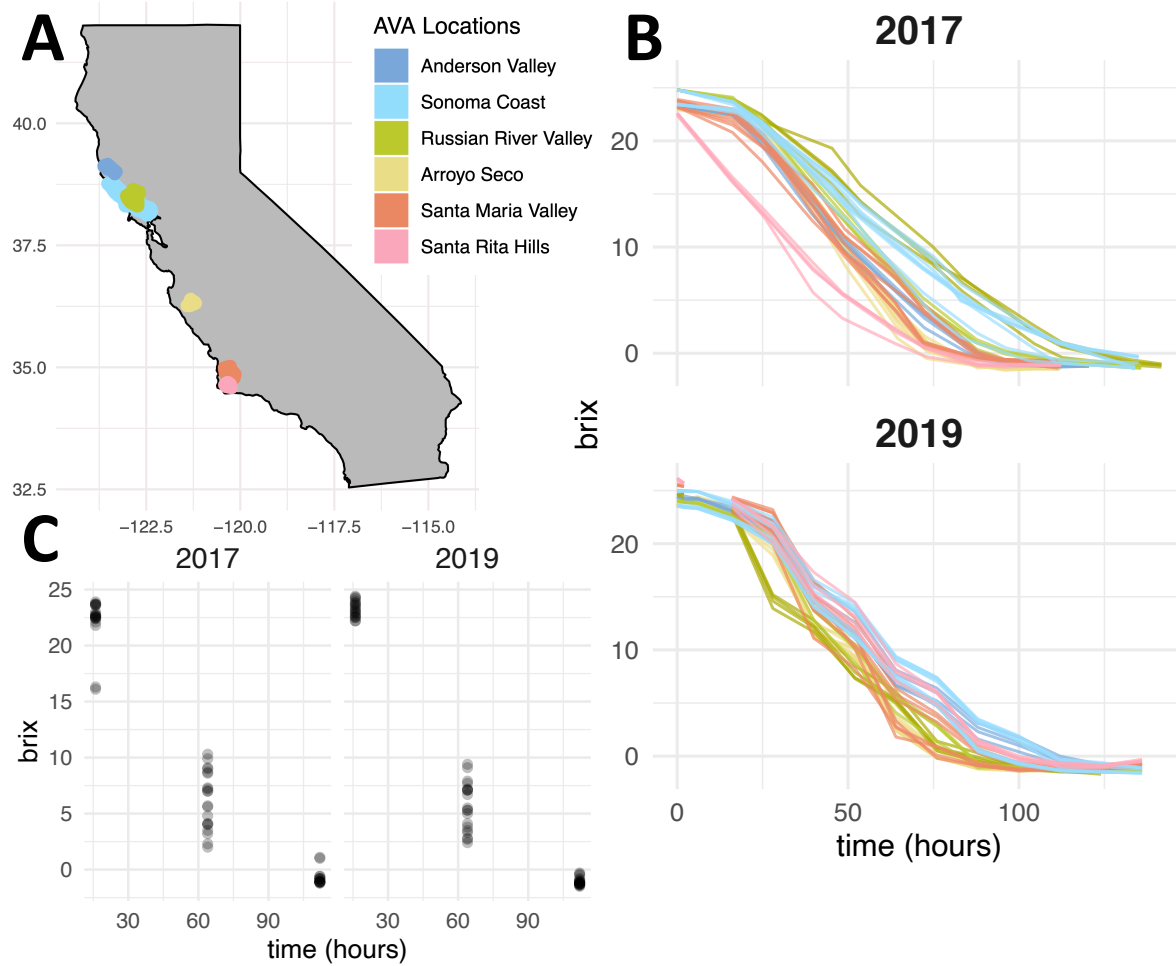 A
AVA Locations
Anderson Valley
Sonoma Coast
Russian River Valley
Arroyo Seco
Santa Maria Valley
Santa Rita Hills
40.0
37.5
35.0
32.5
−122.5 −120.0 −117.5 −115.0
B
2017
20
10
0
brix
2019
20
10
0
0 50 100
time (hours)
C
2017 2019
25
20
15
10
5
0
brix
30 60 90 30 60 90
time (hours)